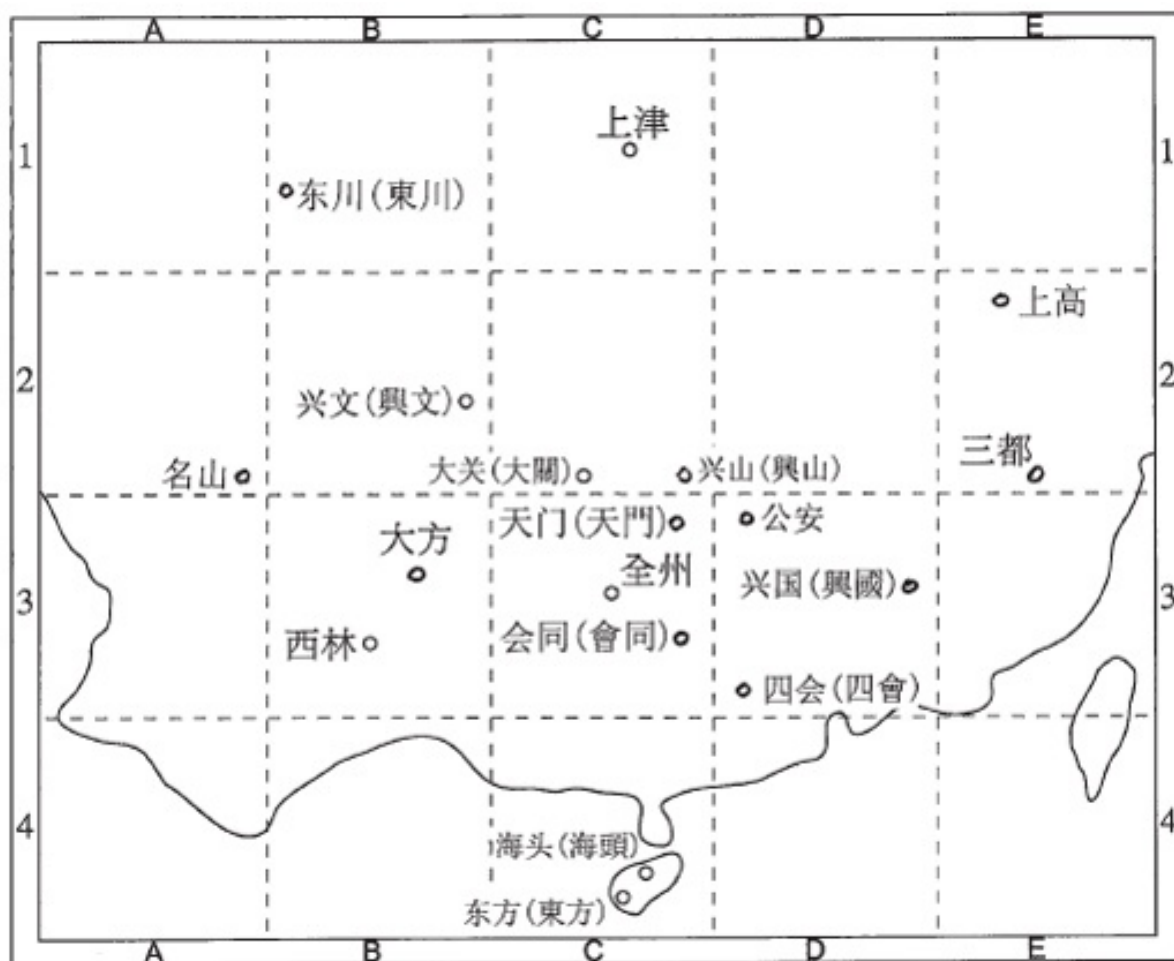 A B C D E
上津
1 1
东川(東川)
上高
2 2
兴文(興文)
三都
名山 大关(大關) 兴山(興山)
天门(天門) 公安
大方
全州
3 兴国(興國) 3
西林 会同(會同)
四会(四會)
4 4
海头(海頭)
东方(東方)
A B C D E